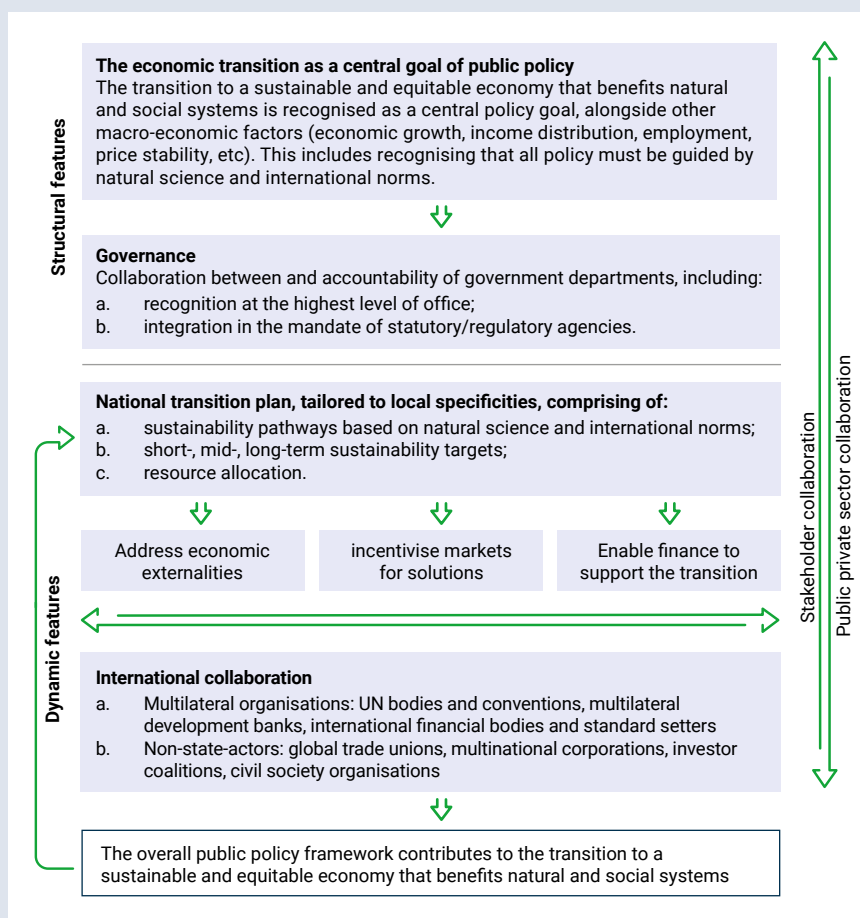 The economic transition as a central goal of public policy
The transition to a sustainable and equitable economy that benefits natural
and social systems is recognised as a central policy goal, alongside other
macro-economic factors (economic growth, income distribution, employment,
price stability, etc). This includes recognising that all policy must be guided by
natural science and international norms.
Structural features
Governance
Collaboration between and accountability of government departments, including:
a. recognition at the highest level of office;
b. integration in the mandate of statutory/regulatory agencies.
National transition plan, tailored to local specificities, comprising of:
a. sustainability pathways based on natural science and international norms;
b. short-, mid-, long-term sustainability targets;
c. resource allocation.
Address economic
externalities
incentivise markets
for solutions
Enable finance to
support the transition
Stakeholder collaboration
Public private sector collaboration
Dynamic features
International collaboration
a. Multilateral organisations: UN bodies and conventions, multilateral
development banks, international financial bodies and standard setters
b. Non-state-actors: global trade unions, multinational corporations, investor
coalitions, civil society organisations
The overall public policy framework contributes to the transition to a
sustainable and equitable economy that benefits natural and social systems